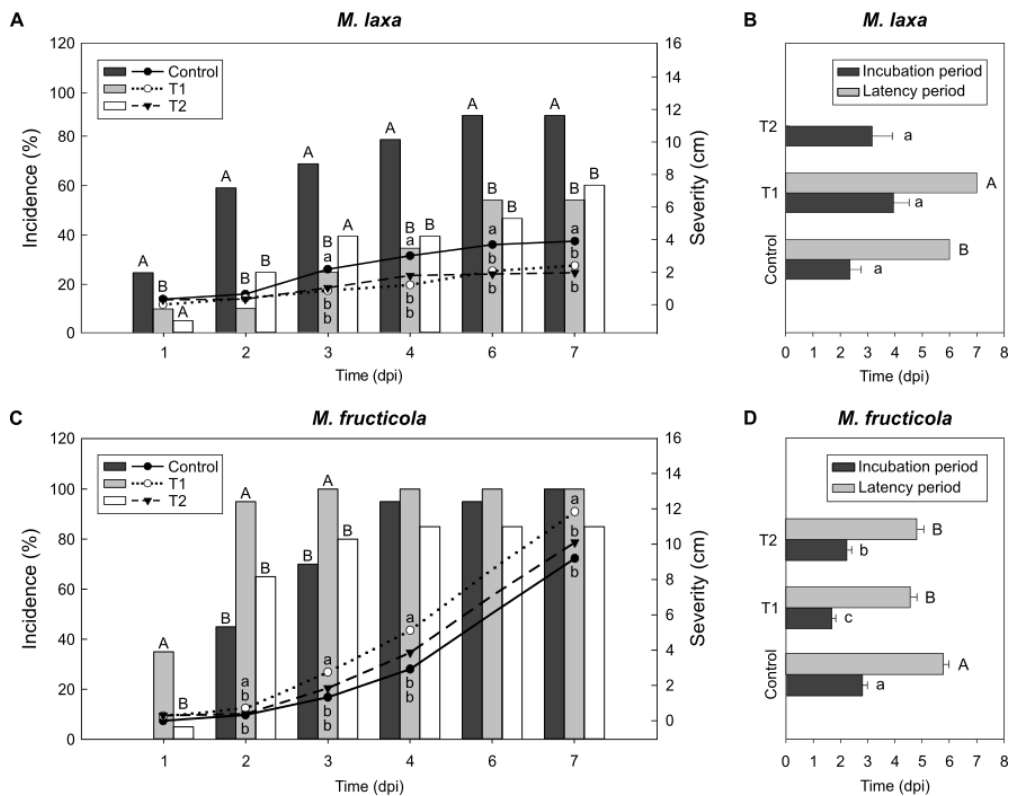 A
M. laxa
120
100
80
60
40
20
0
Incidence (%)
Control
T1
T2
A A A A A A
B B B B B B
A B A B B B
a a a a
b b b b
b b b b
16
14
12
10
8
6
4
2
0
Severity (cm)
1 2 3 4 6 7
Time (dpi)
B
M. laxa
Incubation period
Latency period
T2
a
T1
A
a
Control
B
a
0 1 2 3 4 5 6 7 8
Time (dpi)
C
M. fructicola
120
100
80
60
40
20
0
Incidence (%)
Control
T1
T2
A A A
B B
B B B
a a a a
b b b b
b b b b
16
14
12
10
8
6
4
2
0
Severity (cm)
1 2 3 4 6 7
Time (dpi)
D
M. fructicola
Incubation period
Latency period
T2
B
b
T1
B
c
Control
A
a
0 1 2 3 4 5 6 7 8
Time (dpi)